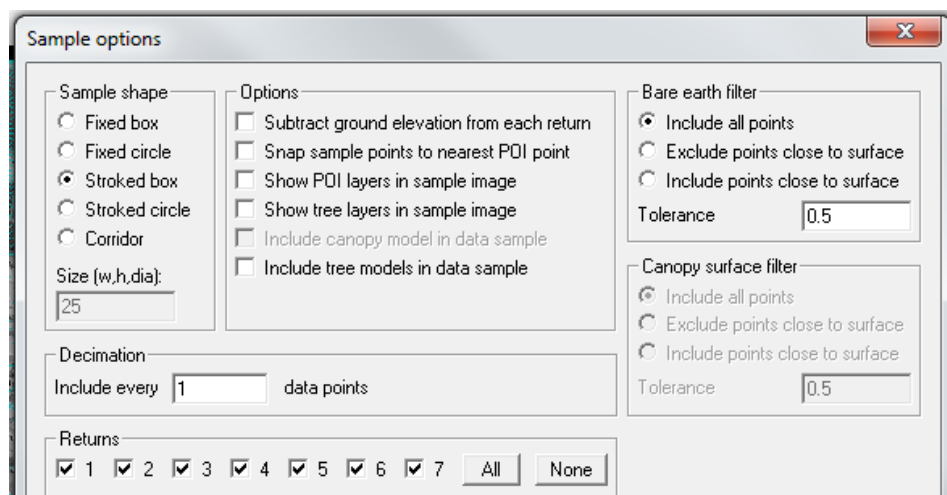 Sample options
Sample shape
Fixed box
Fixed circle
Stroked box
Stroked circle
Corridor
Size (w,h,dia):
25
Options
Subtract ground elevation from each return
Snap sample points to nearest POI point
Show POI layers in sample image
Show tree layers in sample image
Include canopy model in data sample
Include tree models in data sample
Bare earth filter
Include all points
Exclude points close to surface
Include points close to surface
Tolerance 0.5
Canopy surface filter
Include all points
Exclude points close to surface
Include points close to surface
Tolerance 0.5
Decimation
Include every 1 data points
Returns
1 2 3 4 5 6 7 All None